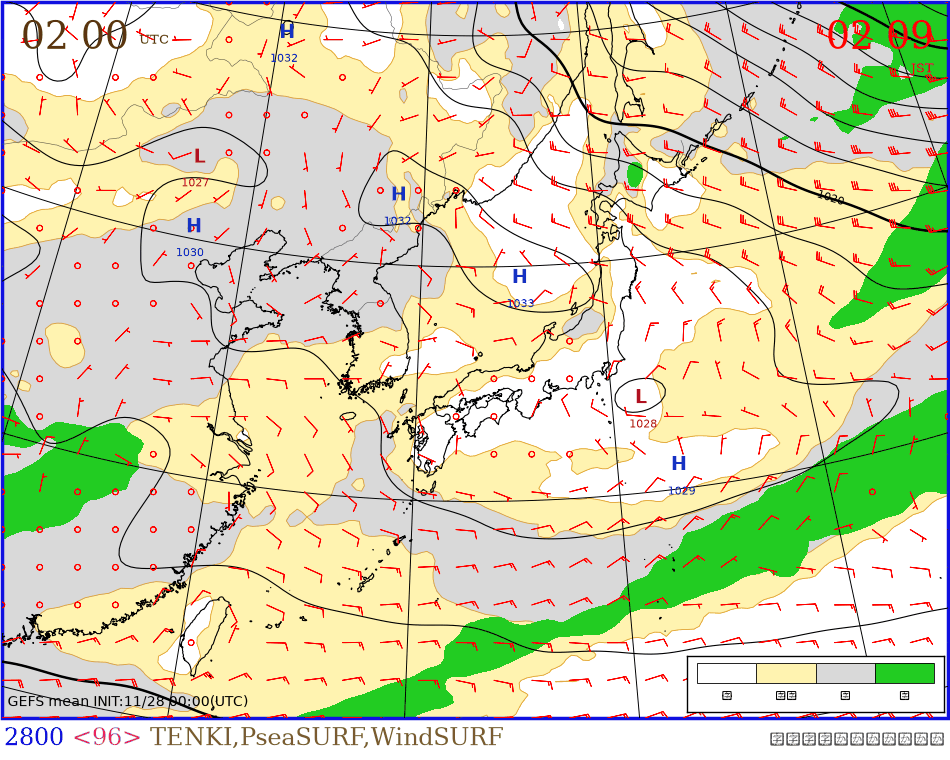 02 00 UTC
02 09 JST
H
1032
L
1027
H
1032
H
1030
1020
H
1033
L
1028
H
1029
GEFS mean INIT:11/28 00:00(UTC)
2800 <96> TENKI,PseaSURF,WindSURF